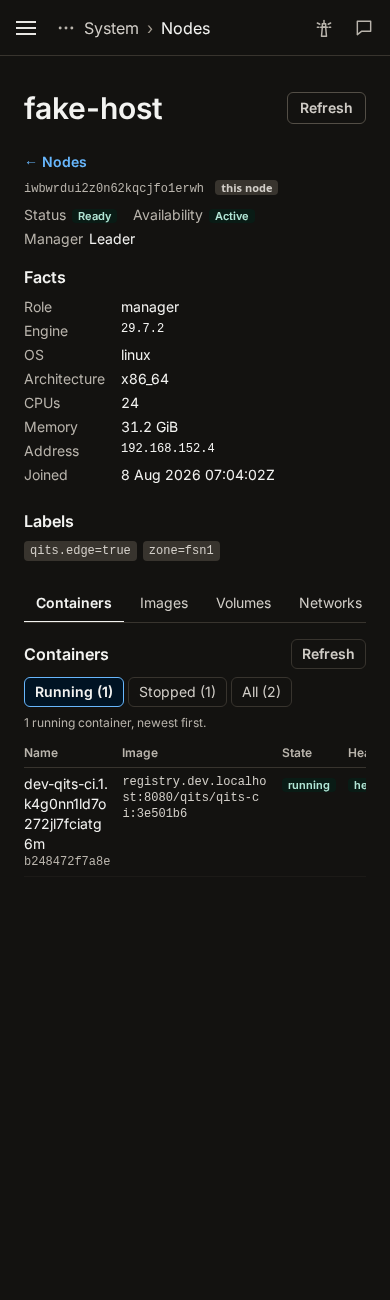 System › Nodes
fake-host
Refresh
← Nodes
iwbwrdui2z0n62kqcjfo1erwh this node
Status Ready Availability Active
Manager Leader
Facts
Role manager
Engine 29.7.2
OS linux
Architecture x86_64
CPUs 24
Memory 31.2 GiB
Address 192.168.152.4
Joined 8 Aug 2026 07:04:02Z
Labels
qits.edge=true zone=fsn1
Containers Images Volumes Networks
Containers
Refresh
Running (1) Stopped (1) All (2)
1 running container, newest first.
Name Image State Hea
dev-qits-ci.1.
k4g0nn1ld7o
272jl7fciatg
6m
b248472f7a8e
registry.dev.localho
st:8080/qits/qits-c
i:3e501b6
running
he